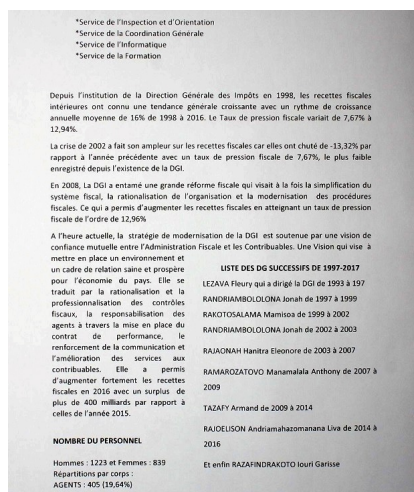 *Service de l'Inspection et d'Orientation
*Service de la Coordination Générale
*Service de l'Informatique
*Service de la Formation
Depuis l'institution de la Direction Générale des Impôts en 1998, les recettes fiscales
intérieures ont connu une tendance générale croissante avec un rythme de croissance
annuelle moyenne de 16% de 1998 à 2016. Le Taux de pression fiscale variait de 7,67% à
12,94%.
La crise de 2002 a fait son ampleur sur les recettes fiscales car elles ont chuté de -13,32% par
rapport à l'année précédente avec un taux de pression fiscale de 7,67%, le plus faible
enregistré depuis l'existence de la DGI.
En 2008, La DGI a entamé une grande réforme fiscale qui visait à la fois la simplification du
système fiscal, la rationalisation de l'organisation et la modernisation des procédures
fiscales. Ce qui a permis d'augmenter les recettes fiscales en atteignant un taux de pression
fiscale de l'ordre de 12,96%
A l'heure actuelle, la stratégie de modernisation de la DGI est soutenue par une vision de
confiance mutuelle entre l'Administration Fiscale et les Contribuables. Une Vision qui vise à
mettre en place un environnement et
un cadre de relation saine et prospère
pour l'économie du pays. Elle se
traduit par la rationalisation et la
professionnalisation des contrôles
fiscaux, la responsabilisation des
agents à travers la mise en place du
contrat de performance, le
renforcement de la communication et
l'amélioration des services aux
contribuables. Elle a permis
d'augmenter fortement les recettes
fiscales en 2016 avec un surplus de
plus de 400 milliards par rapport à
celles de l'année 2015.
NOMBRE DU PERSONNEL
Hommes : 1223 et Femmes : 839
Répartitions par corps :
AGENTS : 405 (19,64%)
LISTE DES DG SUCCESSIFS DE 1997-2017
LEZAVA Fleury qui a dirigé la DGI de 1993 à 197
RANDRIAMBOLOLONA Jonah de 1997 à 1999
RAKOTOSALAMA Mamisoa de 1999 à 2002
RANDRIAMBOLOLONA Jonah de 2002 à 2003
RAJAONAH Hanitra Eleonore de 2003 à 2007
RAMAROZATOVO Manamalala Anthony de 2007 à
2009
TAZAFY Armand de 2009 à 2014
RAJOELISON Andriamahazomanana Liva de 2014 à
2016
Et enfin RAZAFINDRAKOTO Iouri Garisse